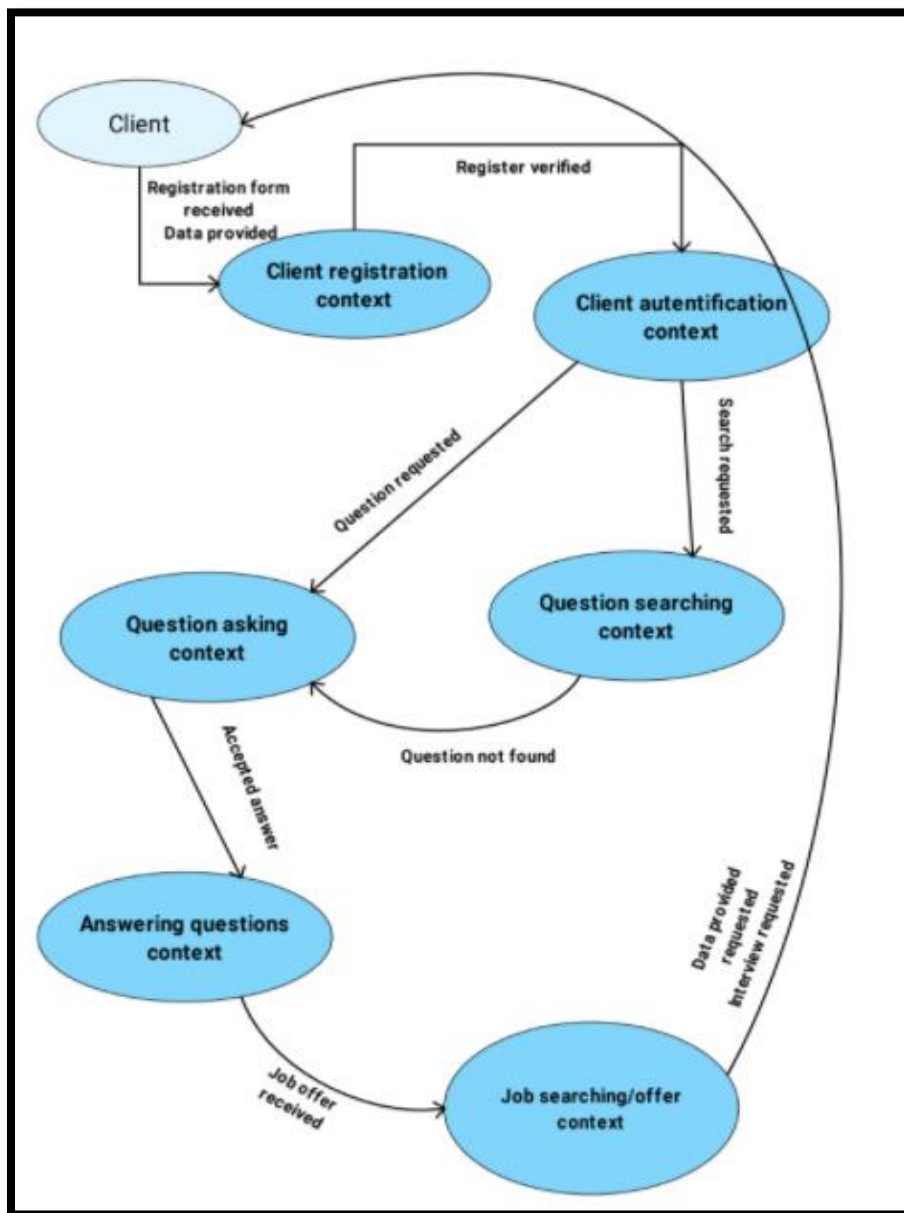 Client
Registration form
received
Data provided
Register verified
Client registration
context
Client autentification
context
Question requested
Search requested
Question asking
context
Question searching
context
Question not found
Accepted answer
Answering questions
context
Data provided
requested
Interview requested
Job offer
received
Job searching/offer
context